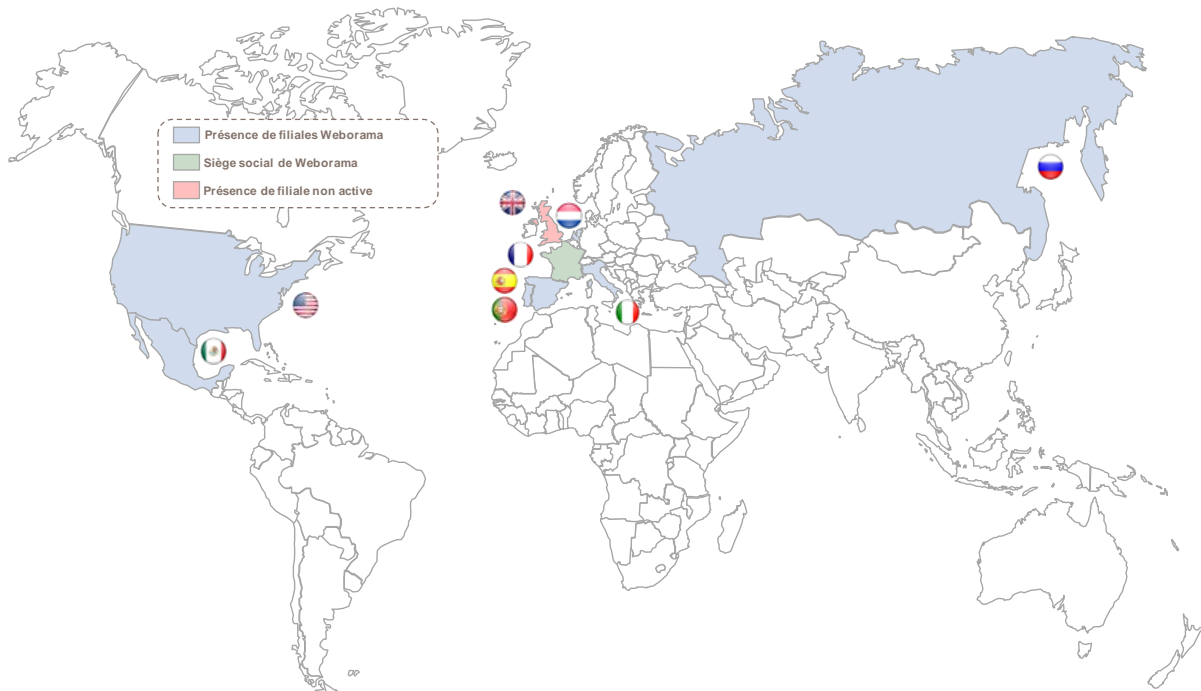 Présence de filiales Weborama
Siège social de Weborama
Présence de filiale non active